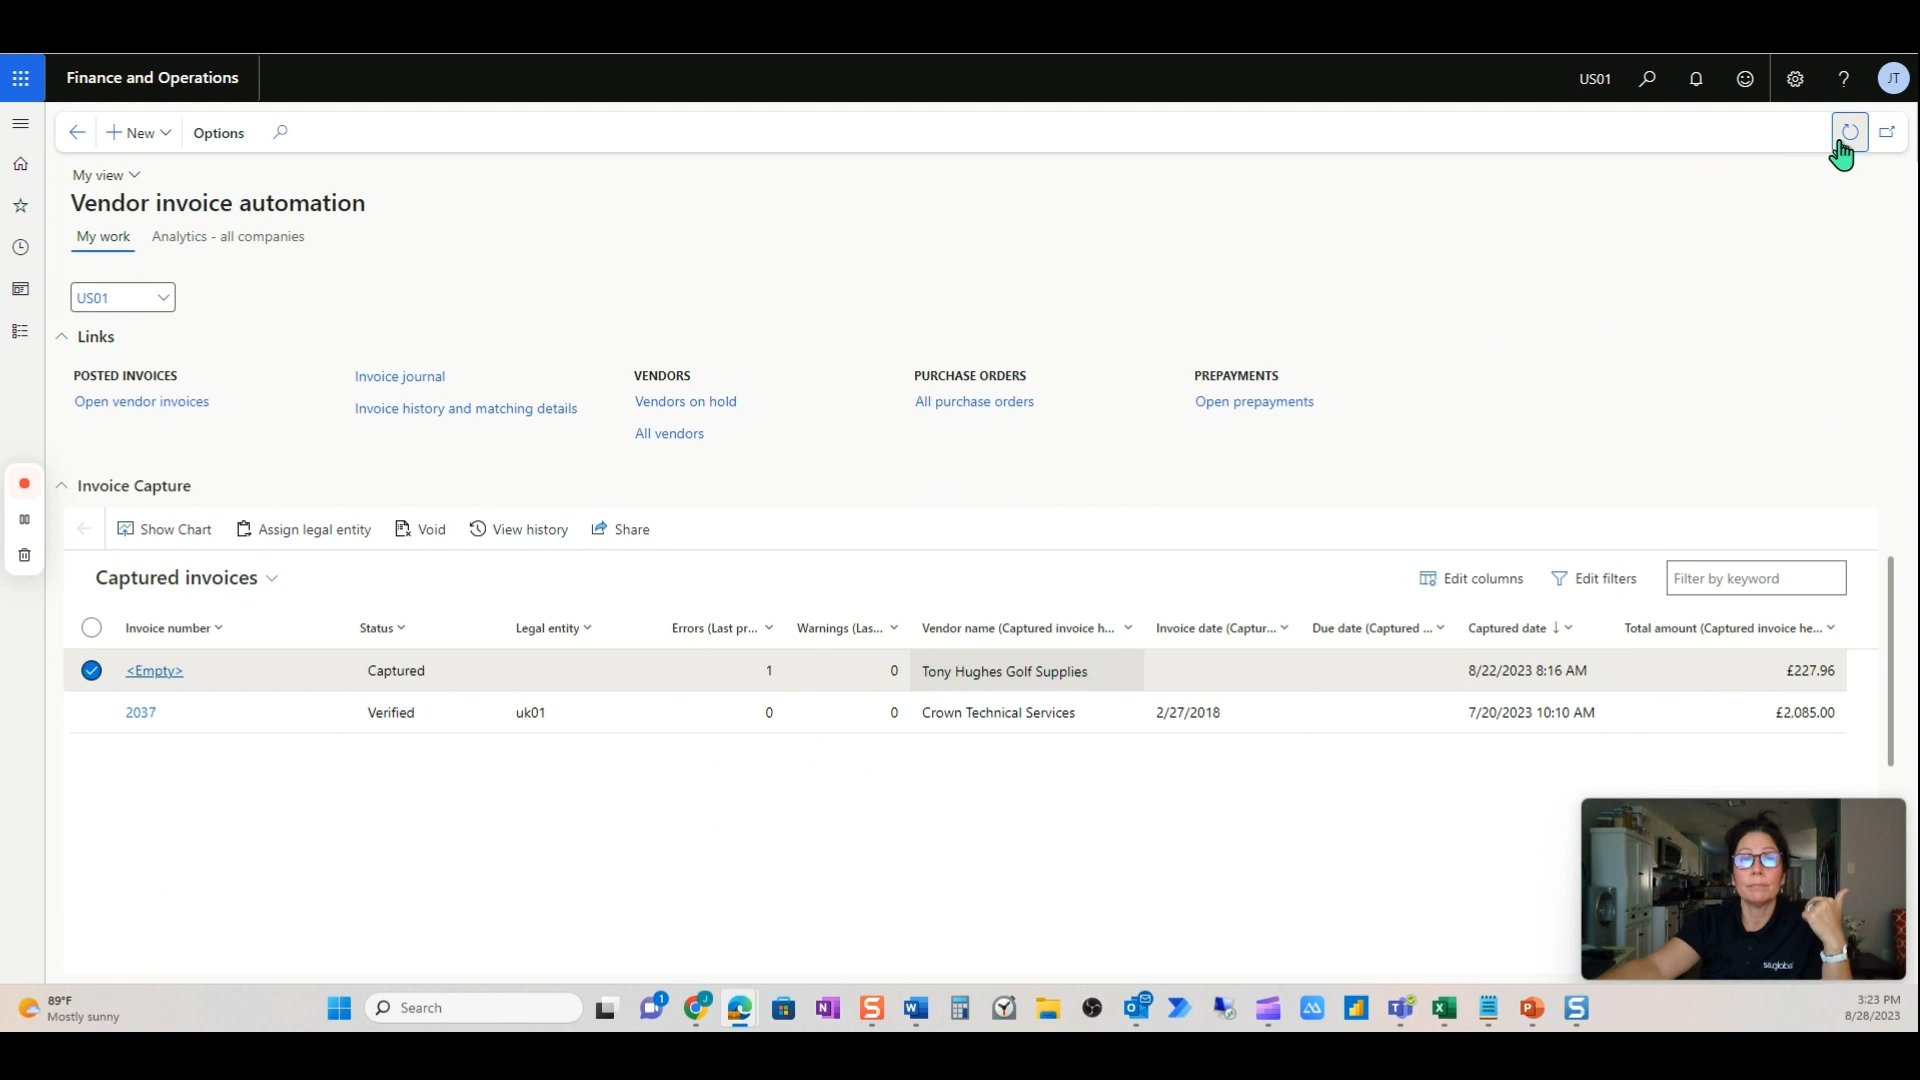 Finance and Operations
US01
?
JT
New
Options
My view
Vendor invoice automation
My work
Analytics - all companies
US01
Links
POSTED INVOICES
Open vendor invoices
Invoice journal
Invoice history and matching details
VENDORS
Vendors on hold
All vendors
PURCHASE ORDERS
All purchase orders
PREPAYMENTS
Open prepayments
Invoice Capture
Show Chart
Assign legal entity
Void
View history
Share
Captured invoices
Edit columns
Edit filters
Filter by keyword
Invoice number
Status
Legal entity
Errors (Last pr...
Warnings (Las...
Vendor name (Captured invoice h...
Invoice date (Captur...
Due date (Captured ...
Captured date
Total amount (Captured invoice he...
<Empty>
Captured
1
0
Tony Hughes Golf Supplies
8/22/2023 8:16 AM
£227.96
2037
Verified
uk01
0
0
Crown Technical Services
2/27/2018
7/20/2023 10:10 AM
£2,085.00
89°F
Mostly sunny
Search
1
3:23 PM
8/28/2023